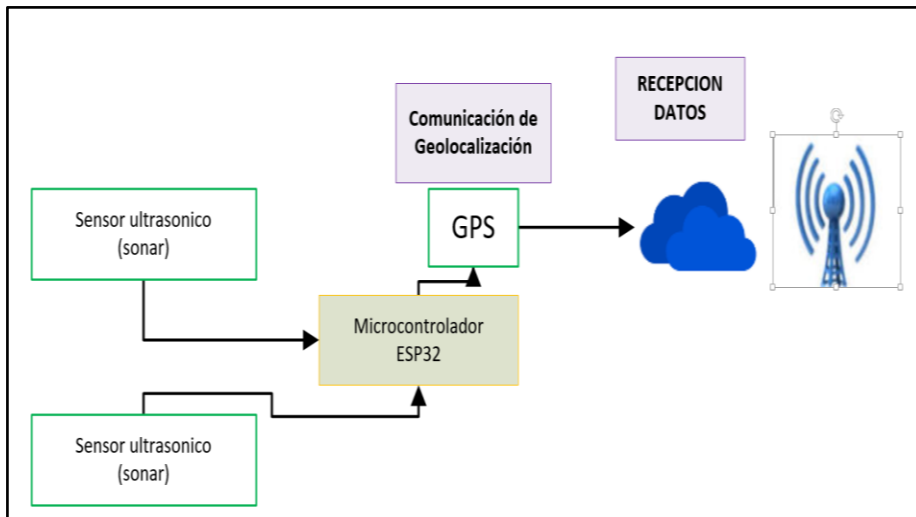 RECEPCION
DATOS
Comunicación de
Geolocalización
Sensor ultrasonico
(sonar)
GPS
Microcontrolador
ESP32
Sensor ultrasonico
(sonar)